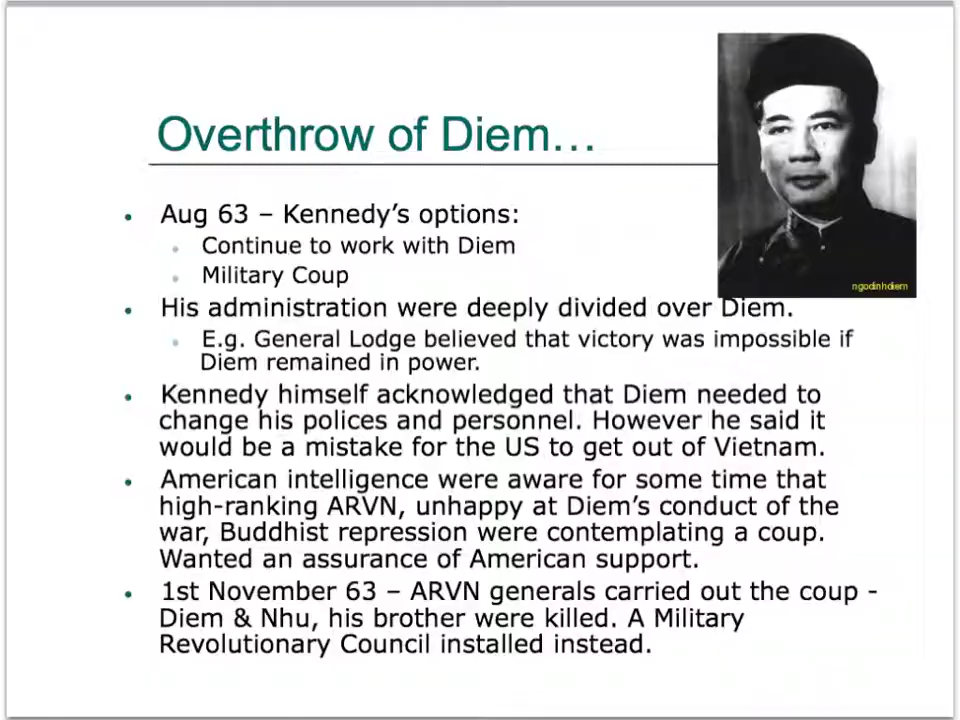 Overthrow of Diem...
ngodinhdiem
• Aug 63 – Kennedy's options:
• Continue to work with Diem
• Military Coup
• His administration were deeply divided over Diem.
• E.g. General Lodge believed that victory was impossible if
Diem remained in power.
• Kennedy himself acknowledged that Diem needed to
change his polices and personnel. However he said it
would be a mistake for the US to get out of Vietnam.
• American intelligence were aware for some time that
high-ranking ARVN, unhappy at Diem's conduct of the
war, Buddhist repression were contemplating a coup.
Wanted an assurance of American support.
• 1st November 63 – ARVN generals carried out the coup -
Diem & Nhu, his brother were killed. A Military
Revolutionary Council installed instead.